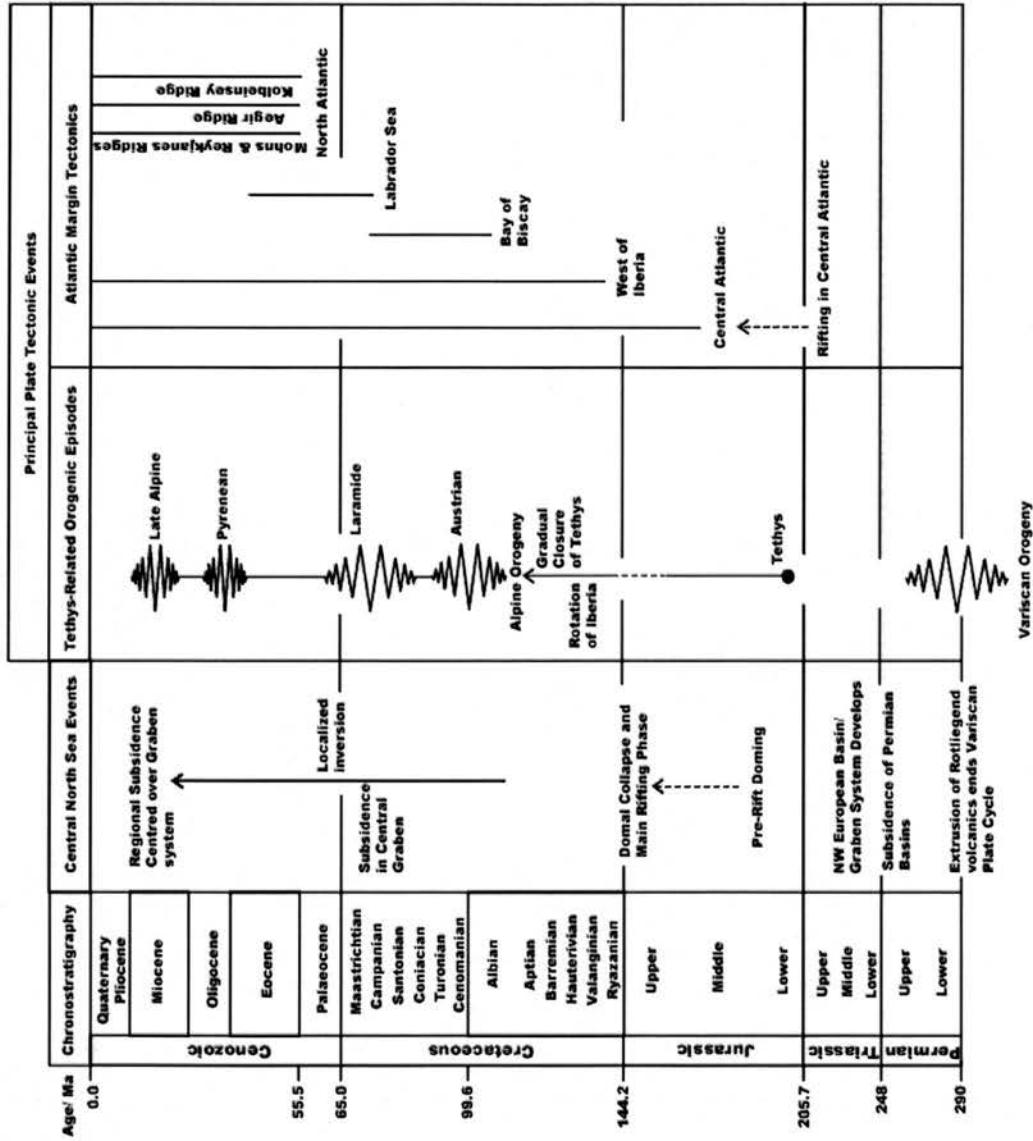 Principal Plate Tectonic Events
Age/ Ma
Chronostratigraphy
Central North Sea Events
Tethys-Related Orogenic Episodes
Atlantic Margin Tectonics
0.0
55.5
65.0
99.6
144.2
205.7
248
290
Cenozoic
Cretaceous
Jurassic
Triassic
Permian
Quaternary
Pliocene
Miocene
Oligocene
Eocene
Palaeocene
Maastrichtian
Campanian
Santonian
Coniacian
Turonian
Cenomanian
Albian
Aptian
Barremian
Hauterivian
Valanginian
Ryazanian
Upper
Middle
Lower
Upper
Middle
Lower
Upper
Lower
Regional Subsidence
Centred over Graben
system
Localized
inversion
Subsidence
in Central
Graben
Domal Collapse and
Main Rifting Phase
Pre-Rift Doming
NW European Basin/
Graben System Develops
Subsidence of Permian
Basins
Extrusion of Rotliegend
volcanics ends Variscan
Plate Cycle
Late Alpine
Pyrenean
Laramide
Austrian
Alpine Orogeny
Gradual
Closure
of Tethys
Rotation
of Iberia
Tethys
Variscan Orogeny
Mohns & Reykjanes Ridges
Aegir Ridge
Kolbeinsey Ridge
North Atlantic
Labrador Sea
Bay of
Biscay
West of
Iberia
Central Atlantic
Rifting in Central Atlantic